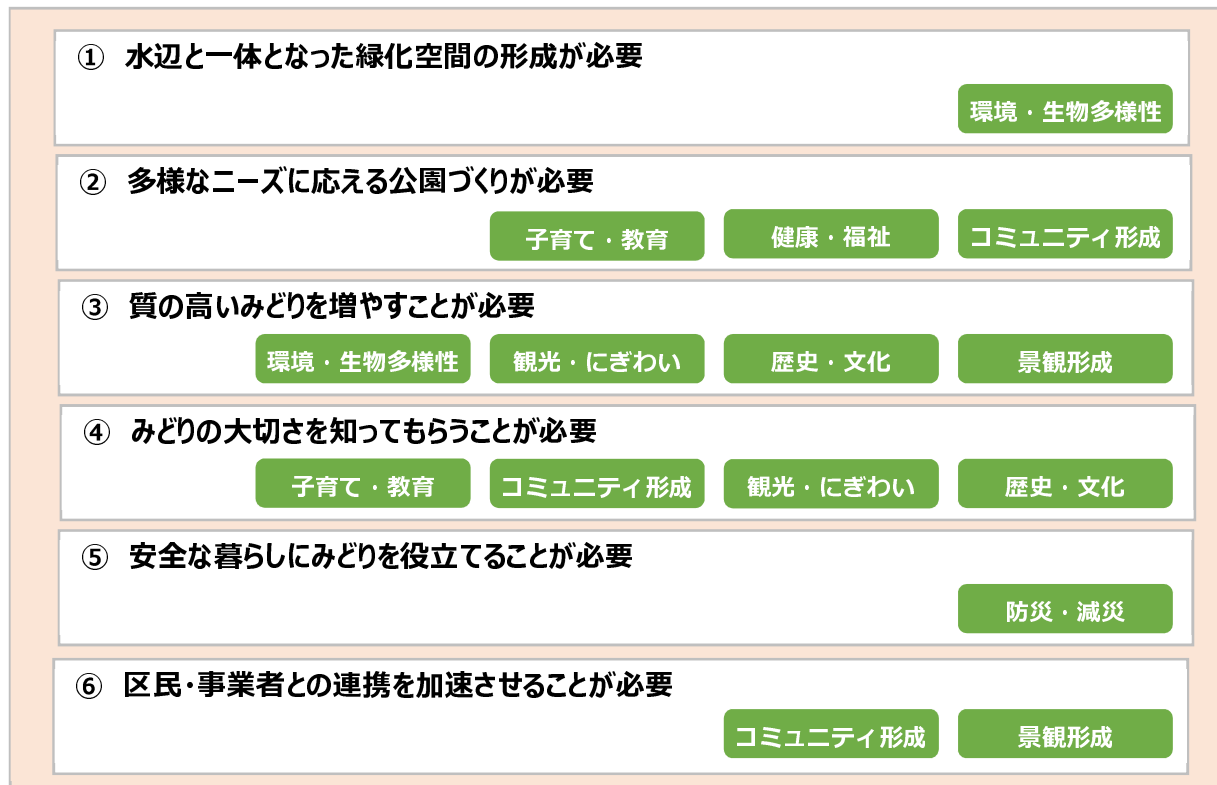 ① 水辺と一体となった緑化空間の形成が必要
環境・生物多様性
② 多様なニーズに応える公園づくりが必要
子育て・教育 健康・福祉 コミュニティ形成
③ 質の高いみどりを増やすことが必要
環境・生物多様性 観光・にぎわい 歴史・文化 景観形成
④ みどりの大切さを知ってもらうことが必要
子育て・教育 コミュニティ形成 観光・にぎわい 歴史・文化
⑤ 安全な暮らしにみどりを役立てることが必要
防災・減災
⑥ 区民・事業者との連携を加速させることが必要
コミュニティ形成 景観形成